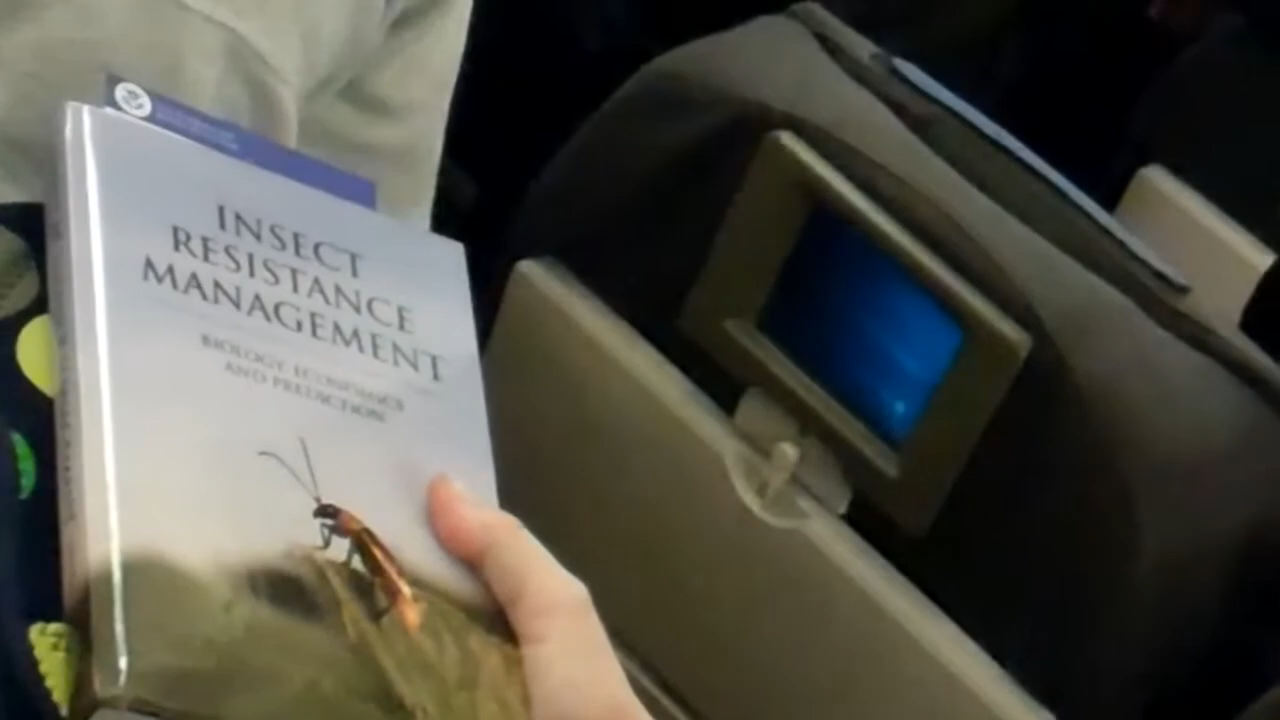 INSECT
RESISTANCE
MANAGEMENT
BIOLOGY, ECONOMICS
AND PREDICTION